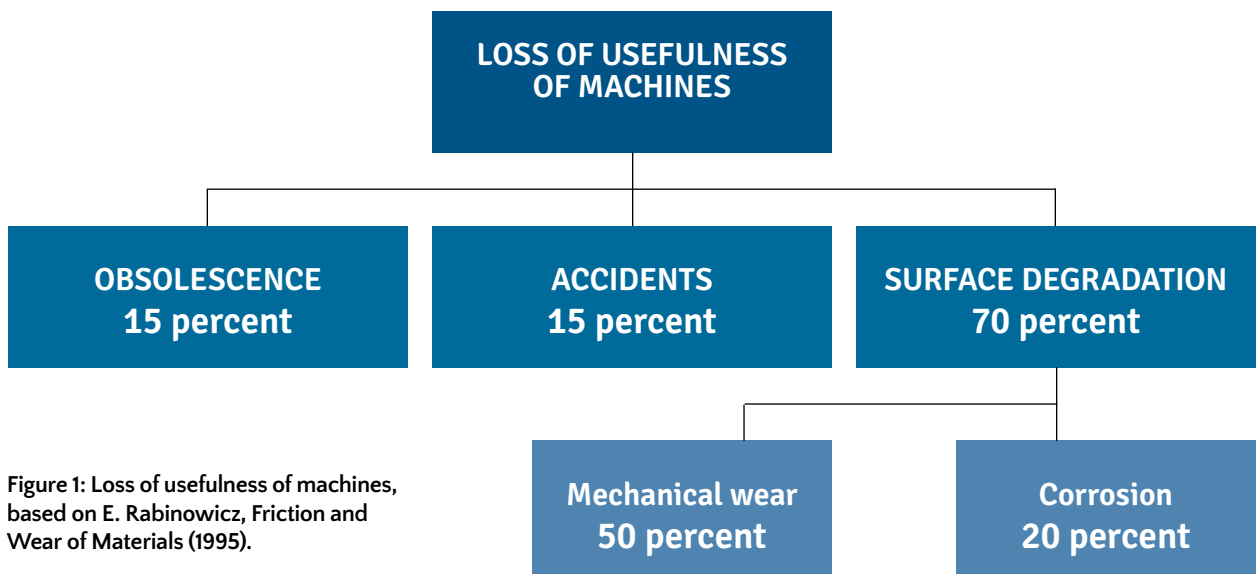 LOSS OF USEFULNESS
OF MACHINES
OBSOLESCENCE
15 percent
ACCIDENTS
15 percent
SURFACE DEGRADATION
70 percent
Mechanical wear
50 percent
Corrosion
20 percent
Figure 1: Loss of usefulness of machines,
based on E. Rabinowicz, Friction and
Wear of Materials (1995).